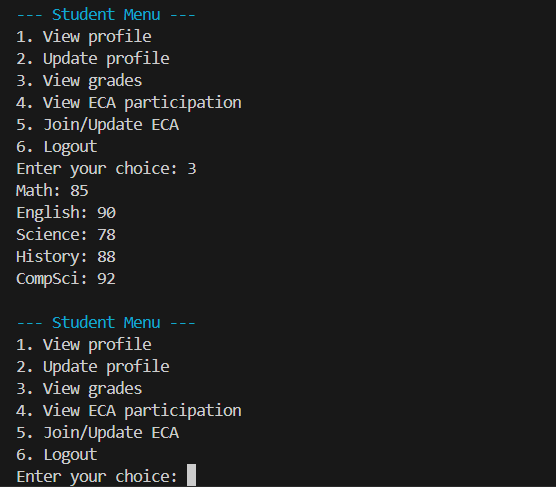 --- Student Menu ---
1. View profile
2. Update profile
3. View grades
4. View ECA participation
5. Join/Update ECA
6. Logout
Enter your choice: 3
Math: 85
English: 90
Science: 78
History: 88
CompSci: 92

--- Student Menu ---
1. View profile
2. Update profile
3. View grades
4. View ECA participation
5. Join/Update ECA
6. Logout
Enter your choice: